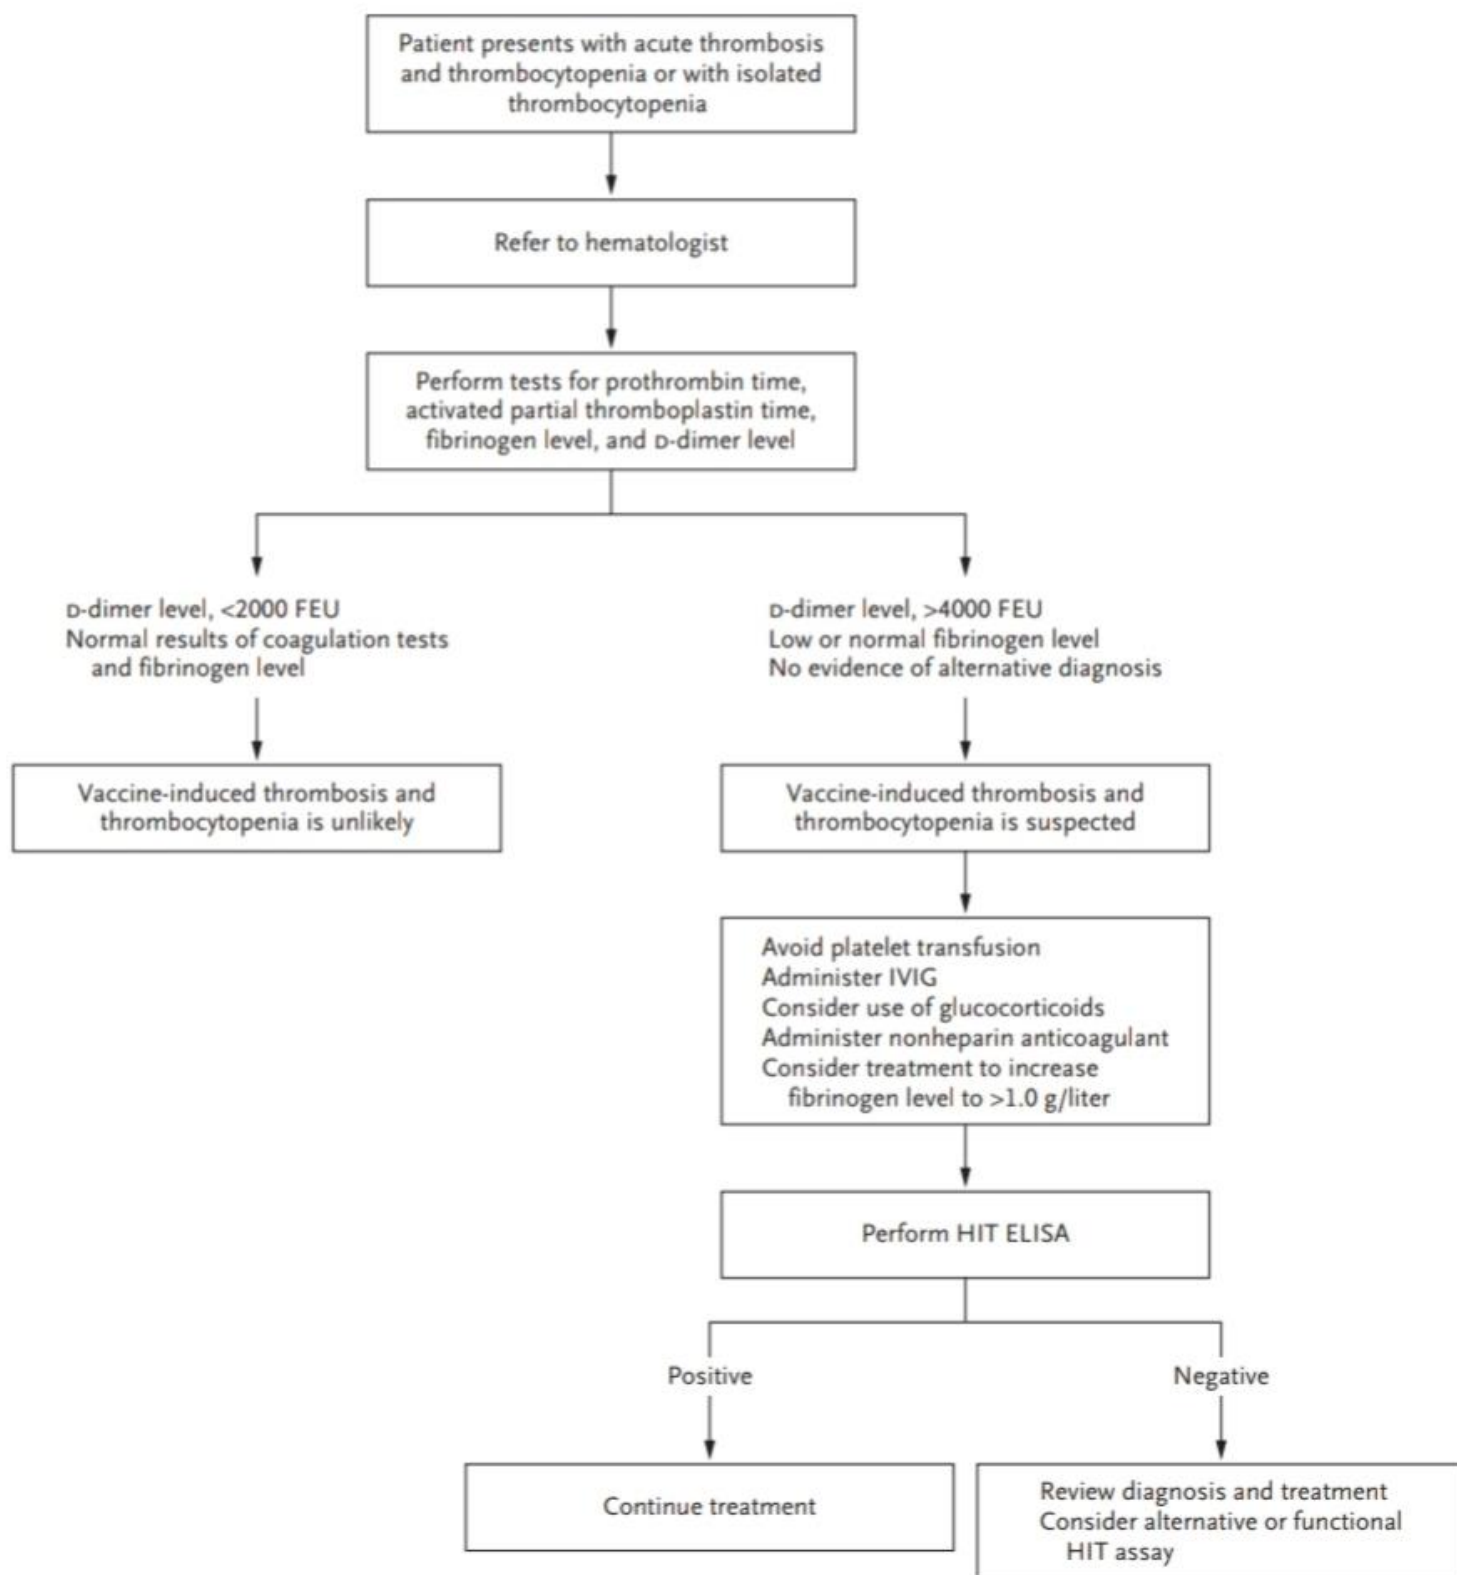 Patient presents with acute thrombosis
and thrombocytopenia or with isolated
thrombocytopenia
Refer to hematologist
Perform tests for prothrombin time,
activated partial thromboplastin time,
fibrinogen level, and D-dimer level
D-dimer level, <2000 FEU
Normal results of coagulation tests
and fibrinogen level
D-dimer level, >4000 FEU
Low or normal fibrinogen level
No evidence of alternative diagnosis
Vaccine-induced thrombosis and
thrombocytopenia is unlikely
Vaccine-induced thrombosis and
thrombocytopenia is suspected
Avoid platelet transfusion
Administer IVIG
Consider use of glucocorticoids
Administer nonheparin anticoagulant
Consider treatment to increase
fibrinogen level to >1.0 g/liter
Perform HIT ELISA
Positive
Negative
Continue treatment
Review diagnosis and treatment
Consider alternative or functional
HIT assay